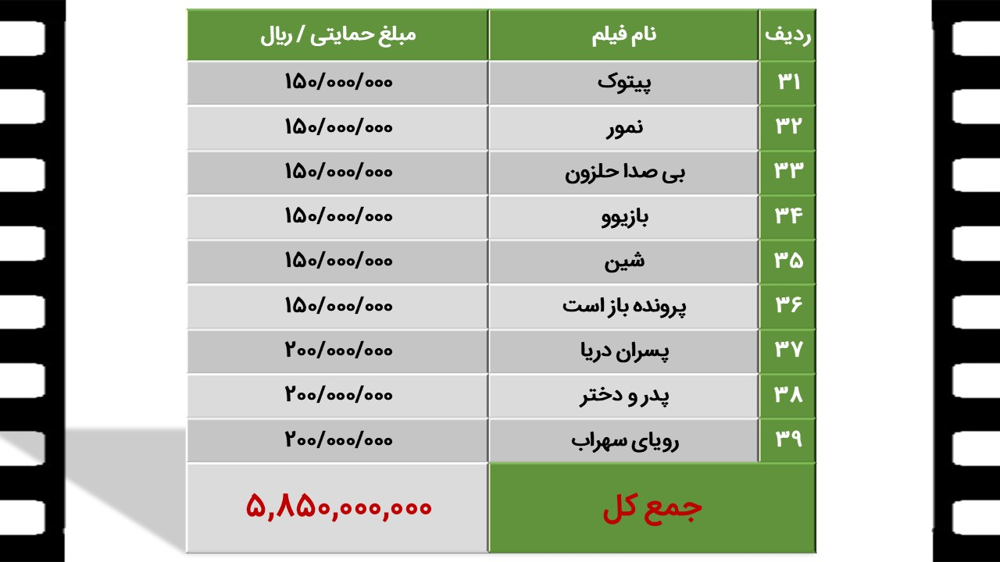 ردیف نام فیلم مبلغ حمایتی / ریال
۳۱ پیتوک ۱۵۰/۰۰۰/۰۰۰
۳۲ نمور ۱۵۰/۰۰۰/۰۰۰
۳۳ بی صدا حلزون ۱۵۰/۰۰۰/۰۰۰
۳۴ بازیوو ۱۵۰/۰۰۰/۰۰۰
۳۵ شین ۱۵۰/۰۰۰/۰۰۰
۳۶ پرونده باز است ۱۵۰/۰۰۰/۰۰۰
۳۷ پسران دریا ۲۰۰/۰۰۰/۰۰۰
۳۸ پدر و دختر ۲۰۰/۰۰۰/۰۰۰
۳۹ رویای سهراب ۲۰۰/۰۰۰/۰۰۰
جمع کل ۵,۸۵۰,۰۰۰,۰۰۰